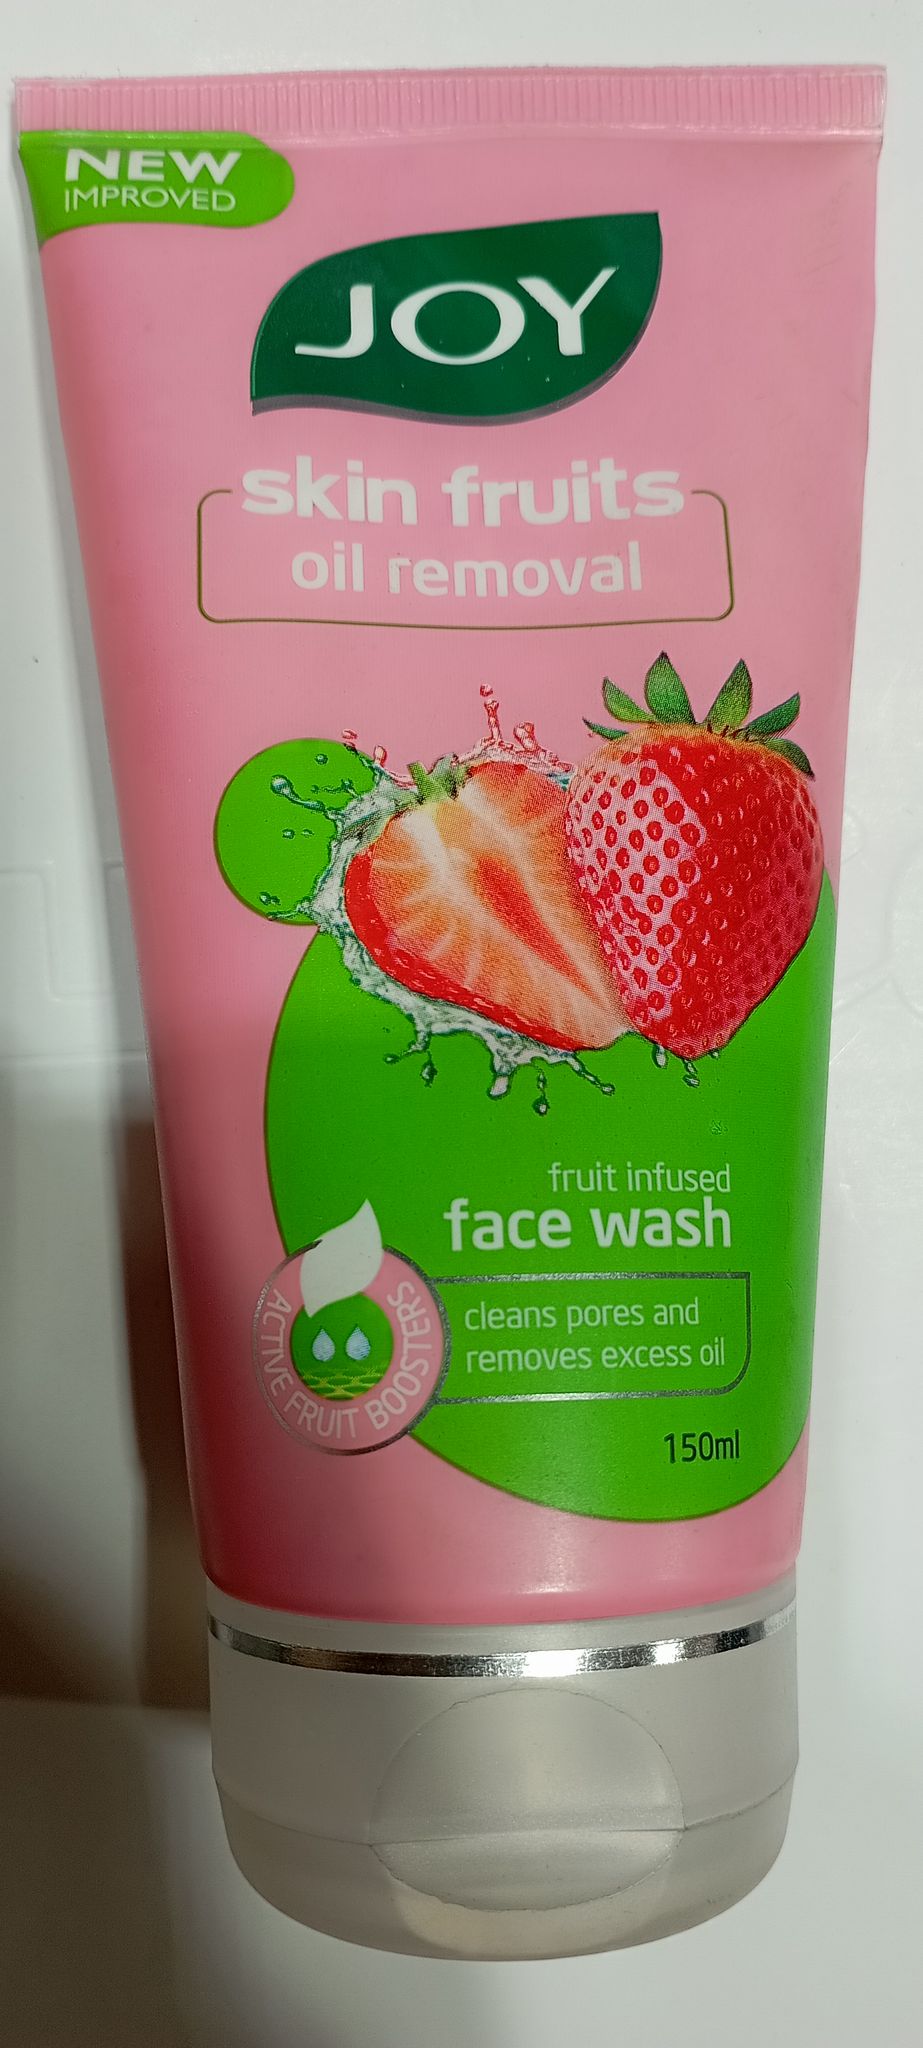 NEW
IMPROVED
JOY
skin fruits
oil removal
fruit infused
face wash
ACTIVE FRUIT BOOSTERS
cleans pores and
removes excess oil
150ml